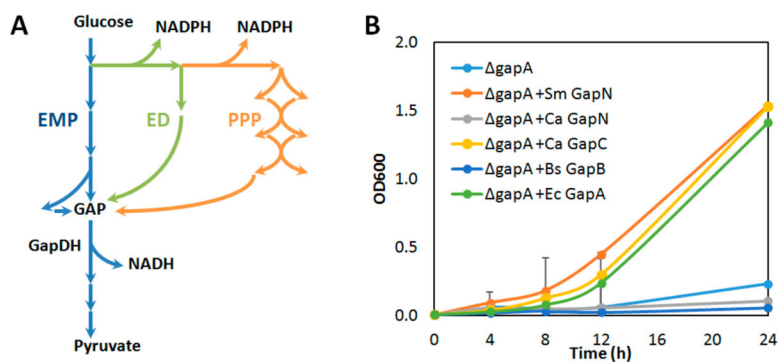 A
Glucose
NADPH
NADPH
EMP
ED
PPP
GAP
GapDH
NADH
Pyruvate
B
2.0
1.5
1.0
0.5
0.0
OD600
ΔgapA
ΔgapA +Sm GapN
ΔgapA +Ca GapN
ΔgapA +Ca GapC
ΔgapA +Bs GapB
ΔgapA +Ec GapA
0
4
8
12
16
20
24
Time (h)